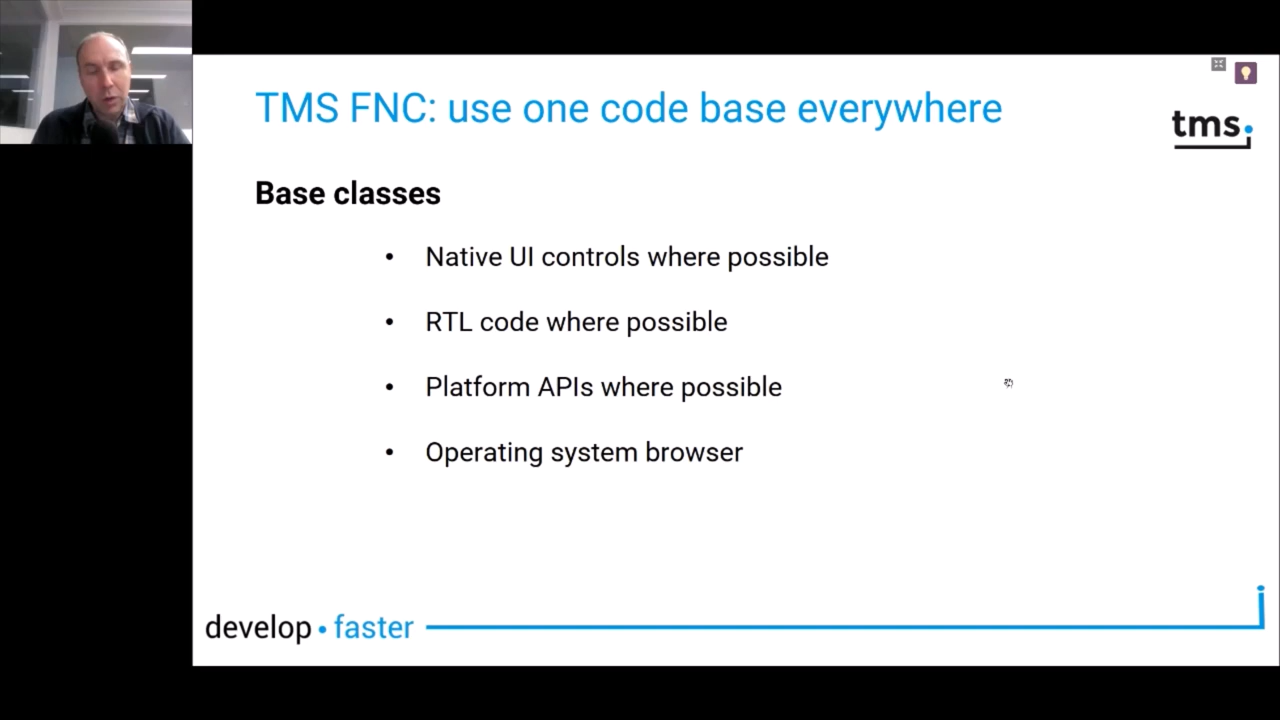 TMS FNC: use one code base everywhere
tms.
Base classes
• Native UI controls where possible
• RTL code where possible
• Platform APIs where possible
• Operating system browser
develop • faster